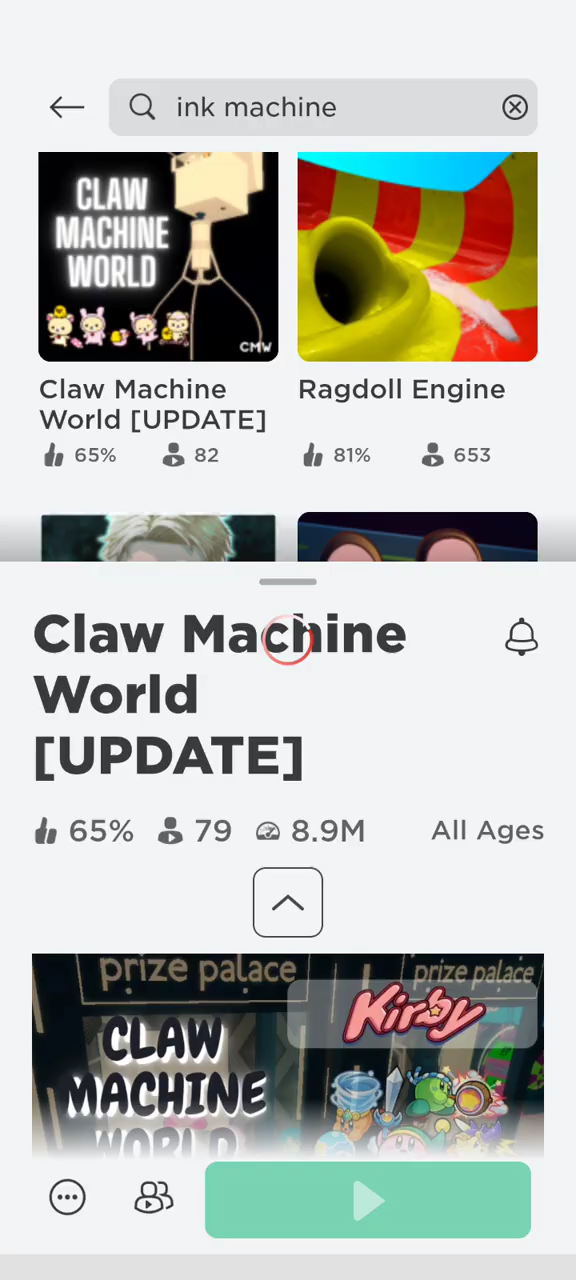 ink machine
CLAW
MACHINE
WORLD
CMW
Claw Machine
World [UPDATE]
65%
82
Ragdoll Engine
81%
653
Claw Machine
World
[UPDATE]
65%
79
8.9M
All Ages
prize palace
prize palace
CLAW
MACHINE
WORLD
Kirby